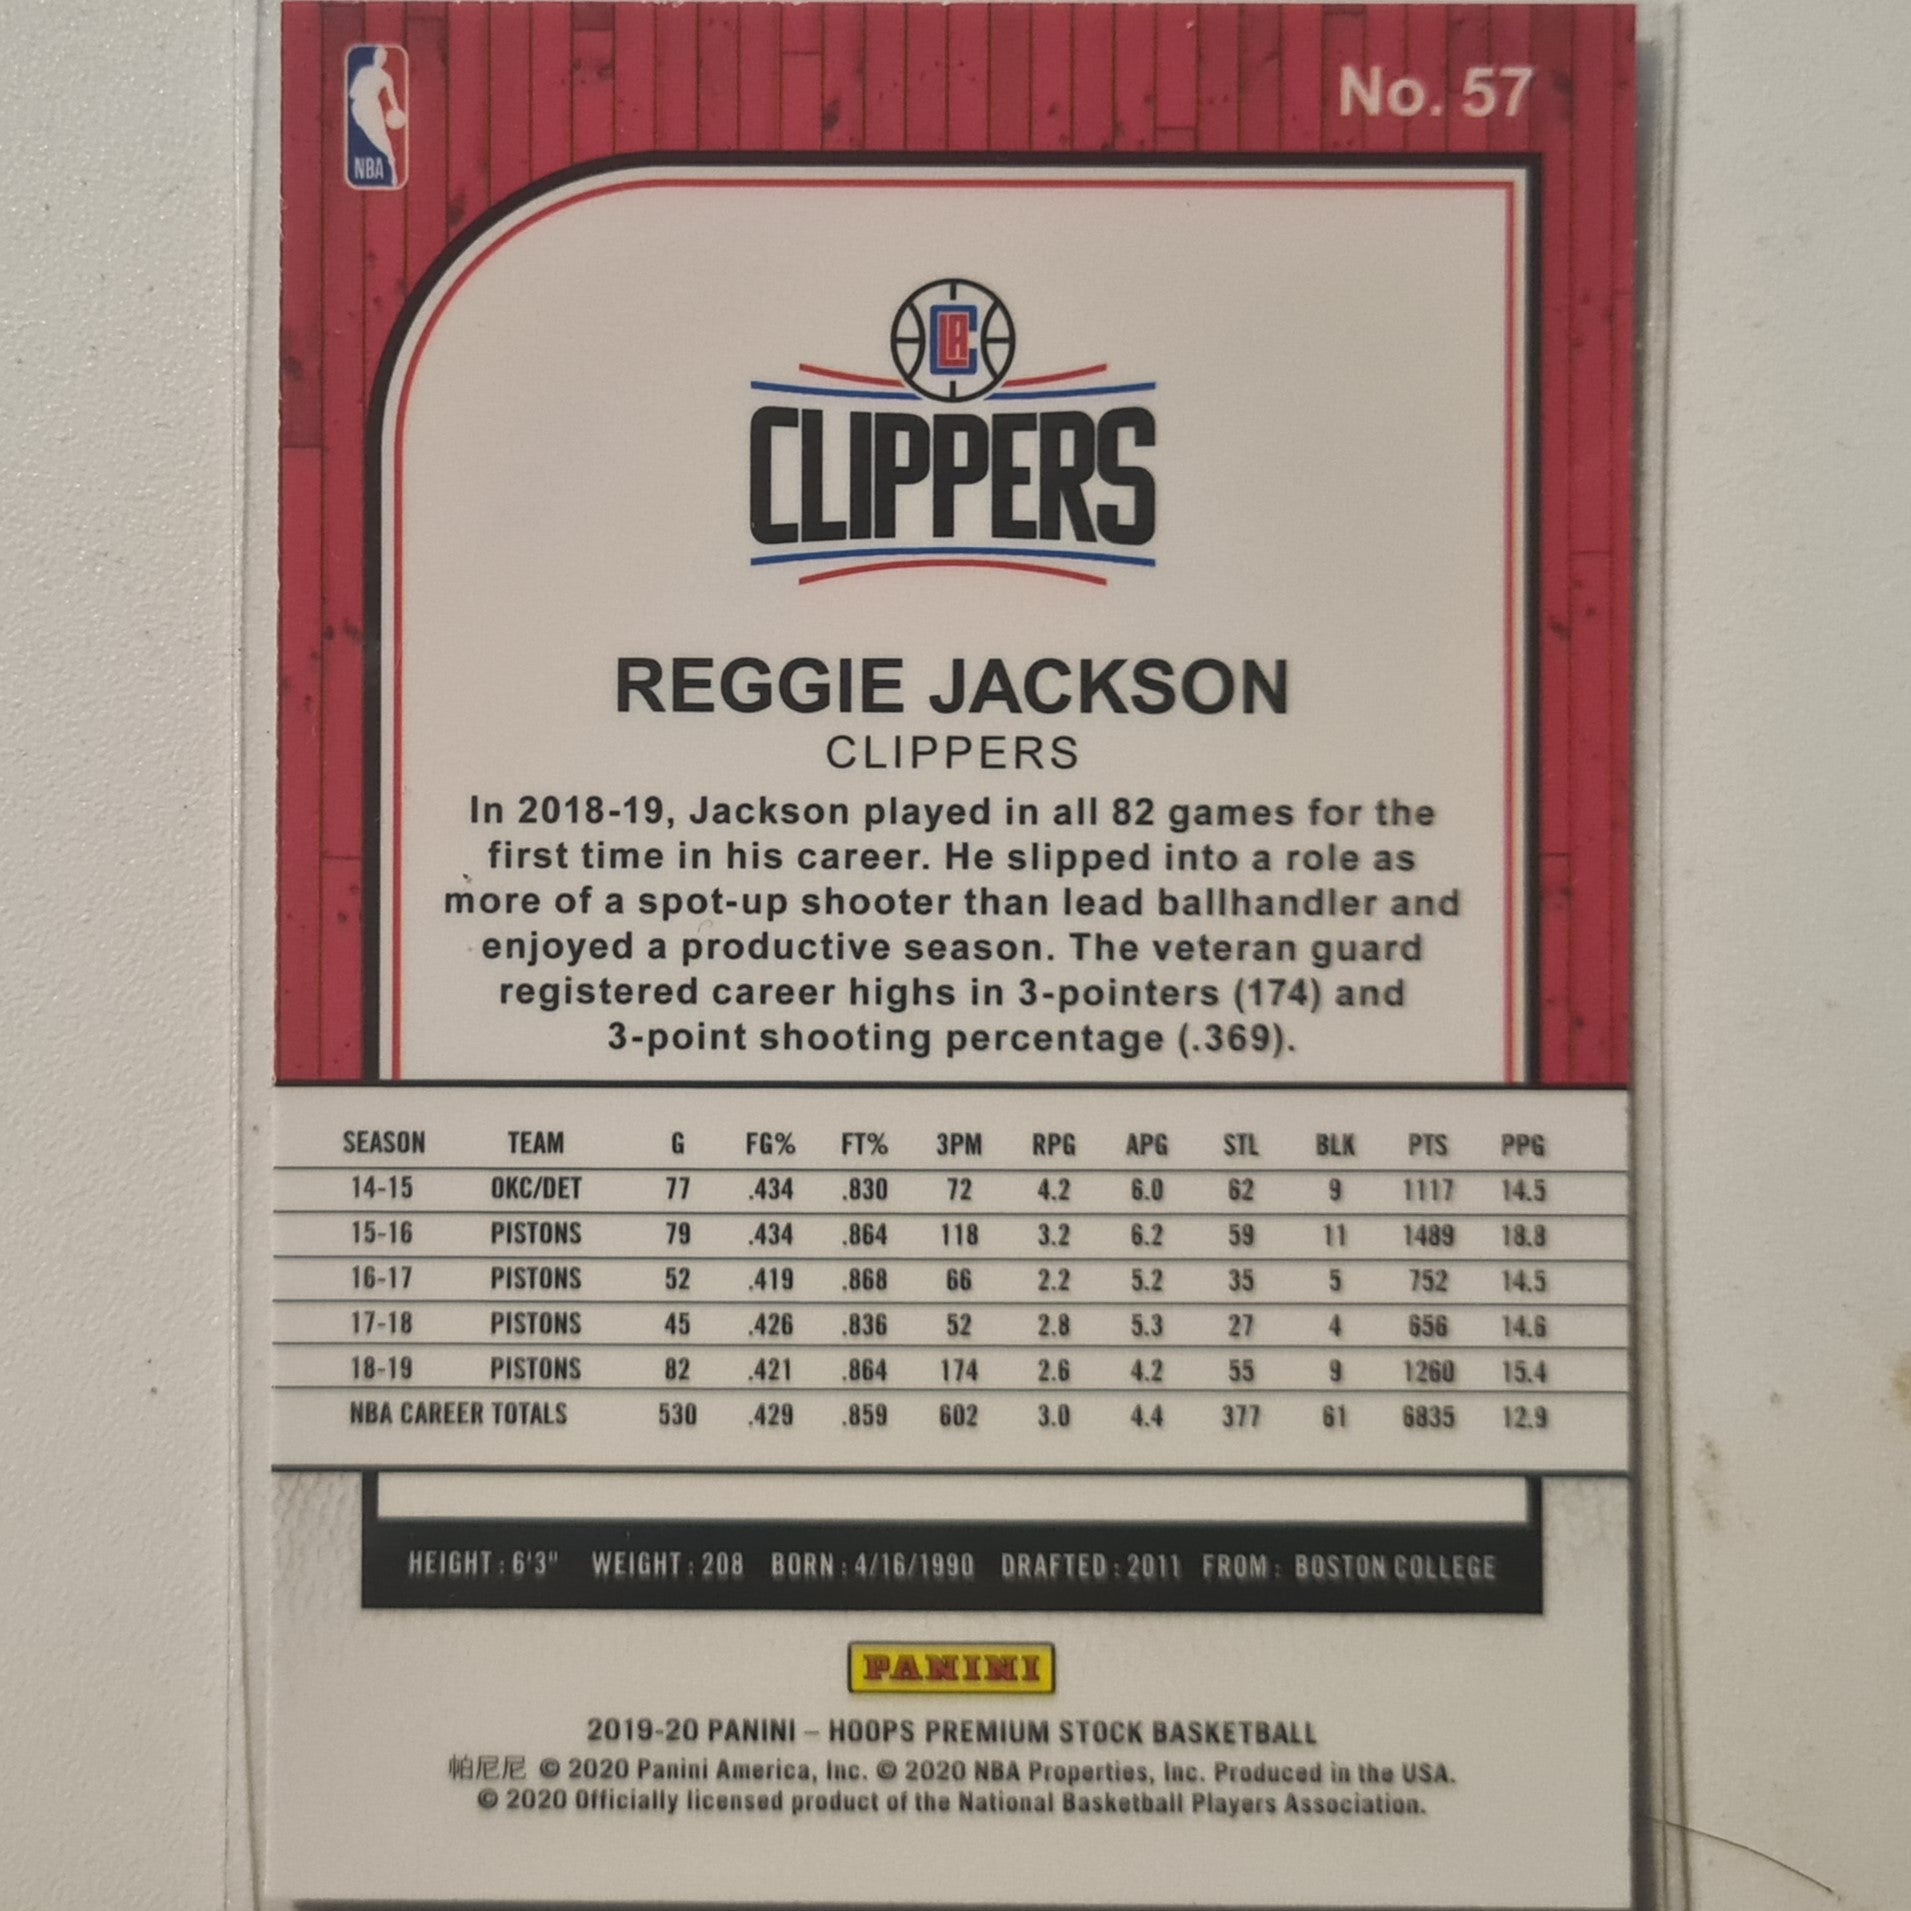 No. 57
NBA
LA
CLIPPERS
REGGIE JACKSON
CLIPPERS
In 2018-19, Jackson played in all 82 games for the
first time in his career. He slipped into a role as
more of a spot-up shooter than lead ballhandler and
enjoyed a productive season. The veteran guard
registered career highs in 3-pointers (174) and
3-point shooting percentage (.369).
SEASON TEAM G FG% FT% 3PM RPG APG STL BLK PTS PPG
14-15 OKC/DET 77 .434 .830 72 4.2 6.0 62 9 1117 14.5
15-16 PISTONS 79 .434 .864 118 3.2 6.2 59 11 1489 18.8
16-17 PISTONS 52 .419 .868 66 2.2 5.2 35 5 752 14.5
17-18 PISTONS 45 .426 .836 52 2.8 5.3 27 4 656 14.6
18-19 PISTONS 82 .421 .864 174 2.6 4.2 55 9 1260 15.4
NBA CAREER TOTALS 530 .429 .859 602 3.0 4.4 377 61 6835 12.9
HEIGHT : 6'3" WEIGHT : 208 BORN : 4/16/1990 DRAFTED : 2011 FROM : BOSTON COLLEGE
PANINI
2019-20 PANINI – HOOPS PREMIUM STOCK BASKETBALL
帕尼尼 © 2020 Panini America, Inc. © 2020 NBA Properties, Inc. Produced in the USA.
© 2020 Officially licensed product of the National Basketball Players Association.